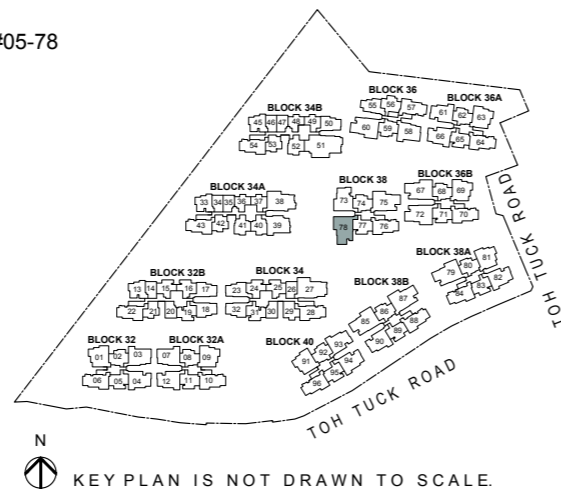 #05-78
BLOCK 36
55 56 57
60 59 58
BLOCK 36A
61 62 63
66 65 64
BLOCK 34B
45 46 47 48 49 50
54 53 52 51
BLOCK 34A
33 34 35 36 37 38
43 42 41 40 39
BLOCK 38
73 74 75
78 77 76
BLOCK 36B
67 68 69
72 71 70
TOH TUCK ROAD
BLOCK 38A
79 80 81
84 83 82
BLOCK 32B
13 14 15 16 17
22 21 20 19 18
BLOCK 34
23 24 25 26 27
32 31 30 29 28
BLOCK 38B
85 86 87
90 89 88
BLOCK 32
01 02 03
06 05 04
BLOCK 32A
07 08 09
12 11 10
BLOCK 40
91 92 93
96 95 94
TOH TUCK ROAD
N
KEY PLAN IS NOT DRAWN TO SCALE.